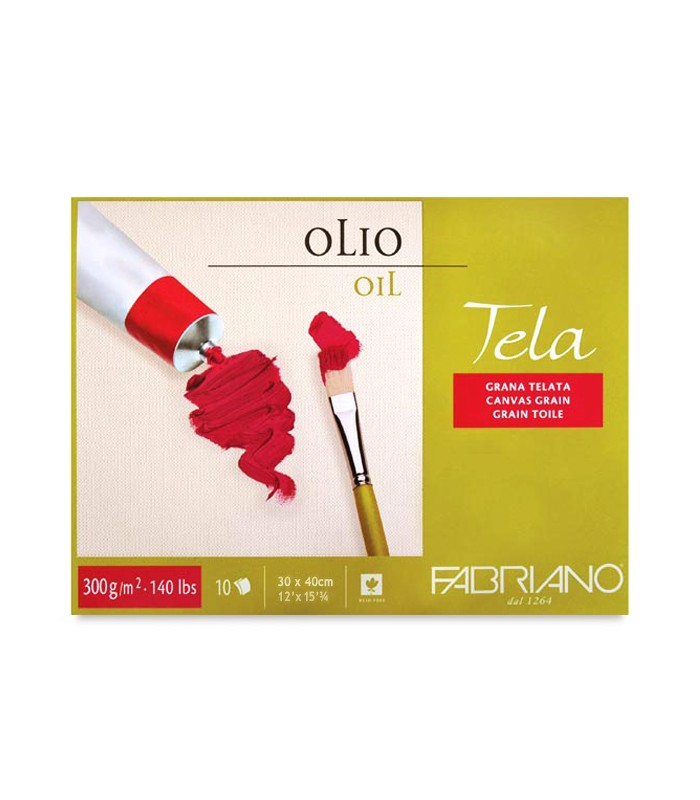 OLIO
OIL
Tela
GRANA TELATA
CANVAS GRAIN
GRAIN TOILE
300g/m²·140 lbs
10
30 x 40cm
12'x 15'¾
ACID FREE
FABRIANO
dal 1264